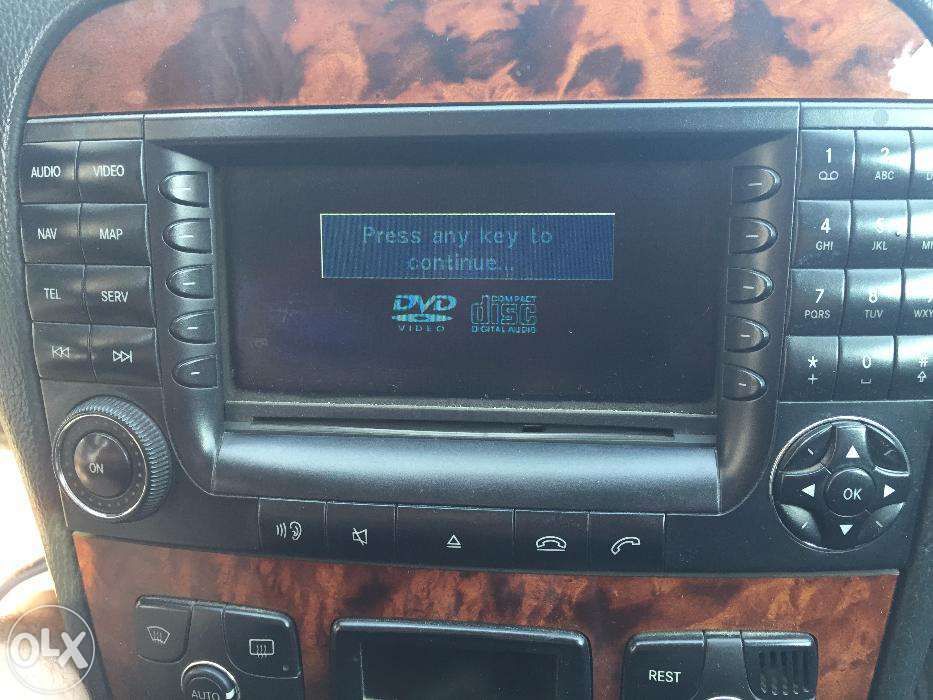 AUDIO VIDEO
NAV MAP
TEL SERV
ON
Press any key to
continue...
DVD
VIDEO
COMPACT
disc
DIGITAL AUDIO
1 2
ABC
4
GHI JKL
7 8
PQRS TUV WXY
* 0 #
+
OK
AUTO
REST
OLX